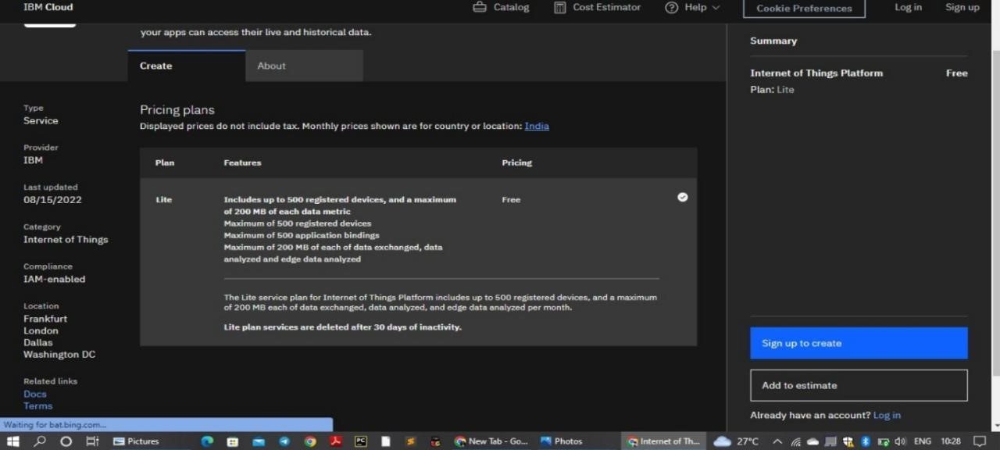 IBM Cloud
Catalog
Cost Estimator
Help
Cookie Preferences
Log in
Sign up
your apps can access their live and historical data.
Create
About
Type
Service
Provider
IBM
Last updated
08/15/2022
Category
Internet of Things
Compliance
IAM-enabled
Location
Frankfurt
London
Dallas
Washington DC
Related links
Docs
Terms
Pricing plans
Displayed prices do not include tax. Monthly prices shown are for country or location: India
Plan
Features
Pricing
Lite
Includes up to 500 registered devices, and a maximum
of 200 MB of each data metric
Maximum of 500 registered devices
Maximum of 500 application bindings
Maximum of 200 MB of each of data exchanged, data
analyzed and edge data analyzed
Free
The Lite service plan for Internet of Things Platform includes up to 500 registered devices, and a maximum
of 200 MB each of data exchanged, data analyzed, and edge data analyzed per month.
Lite plan services are deleted after 30 days of inactivity.
Summary
Internet of Things Platform
Free
Plan: Lite
Sign up to create
Add to estimate
Already have an account? Log in
Waiting for bat.bing.com...
Pictures
PC
New Tab - Go...
Photos
Internet of Th...
27°C
ENG
10:28